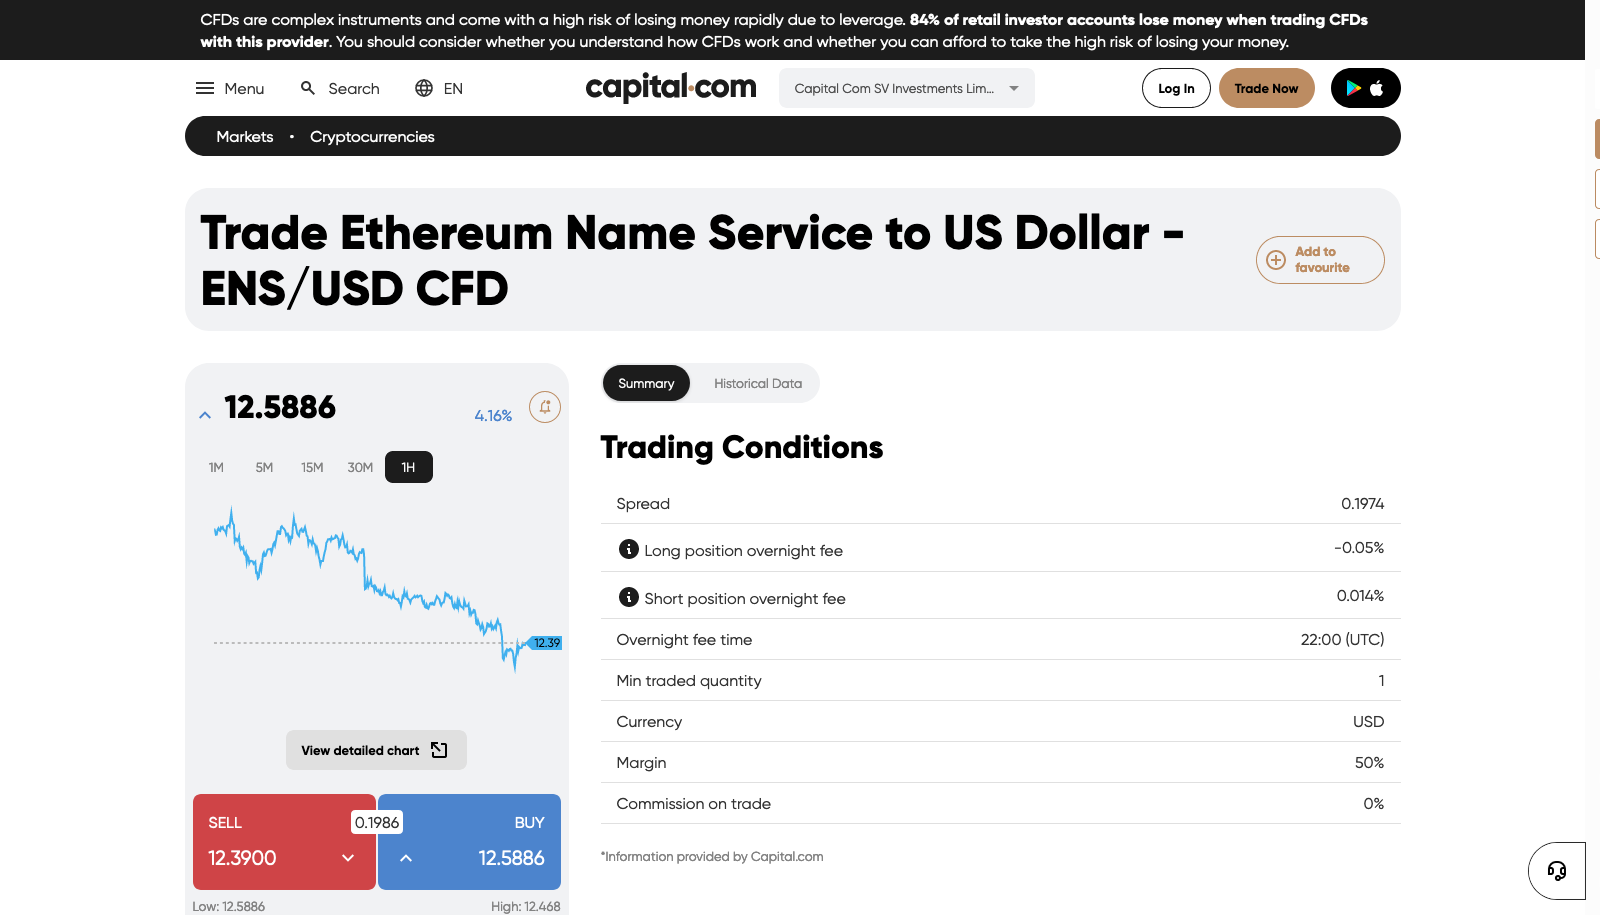 CFDs are complex instruments and come with a high risk of losing money rapidly due to leverage. 84% of retail investor accounts lose money when trading CFDs
with this provider. You should consider whether you understand how CFDs work and whether you can afford to take the high risk of losing your money.
Menu Search EN capital.com Capital Com SV Investments Lim... Log In Trade Now
Markets • Cryptocurrencies
Trade Ethereum Name Service to US Dollar -
ENS/USD CFD
Add to
favourite
12.5886 4.16%
1M 5M 15M 30M 1H
12.39
View detailed chart
SELL 0.1986 BUY
12.3900 12.5886
Low: 12.5886 High: 12.468
Summary Historical Data
Trading Conditions
Spread 0.1974
Long position overnight fee -0.05%
Short position overnight fee 0.014%
Overnight fee time 22:00 (UTC)
Min traded quantity 1
Currency USD
Margin 50%
Commission on trade 0%
*Information provided by Capital.com